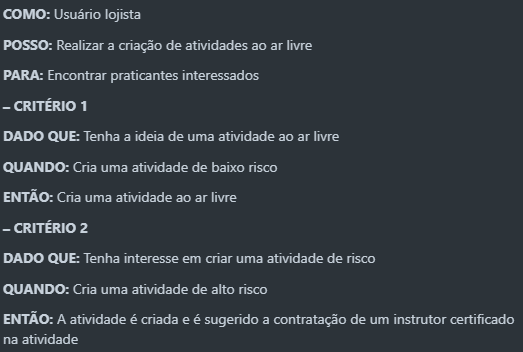 COMO: Usuário lojista
POSSO: Realizar a criação de atividades ao ar livre
PARA: Encontrar praticantes interessados
– CRITÉRIO 1
DADO QUE: Tenha a ideia de uma atividade ao ar livre
QUANDO: Cria uma atividade de baixo risco
ENTÃO: Cria uma atividade ao ar livre
– CRITÉRIO 2
DADO QUE: Tenha interesse em criar uma atividade de risco
QUANDO: Cria uma atividade de alto risco
ENTÃO: A atividade é criada e é sugerido a contratação de um instrutor certificado
na atividade